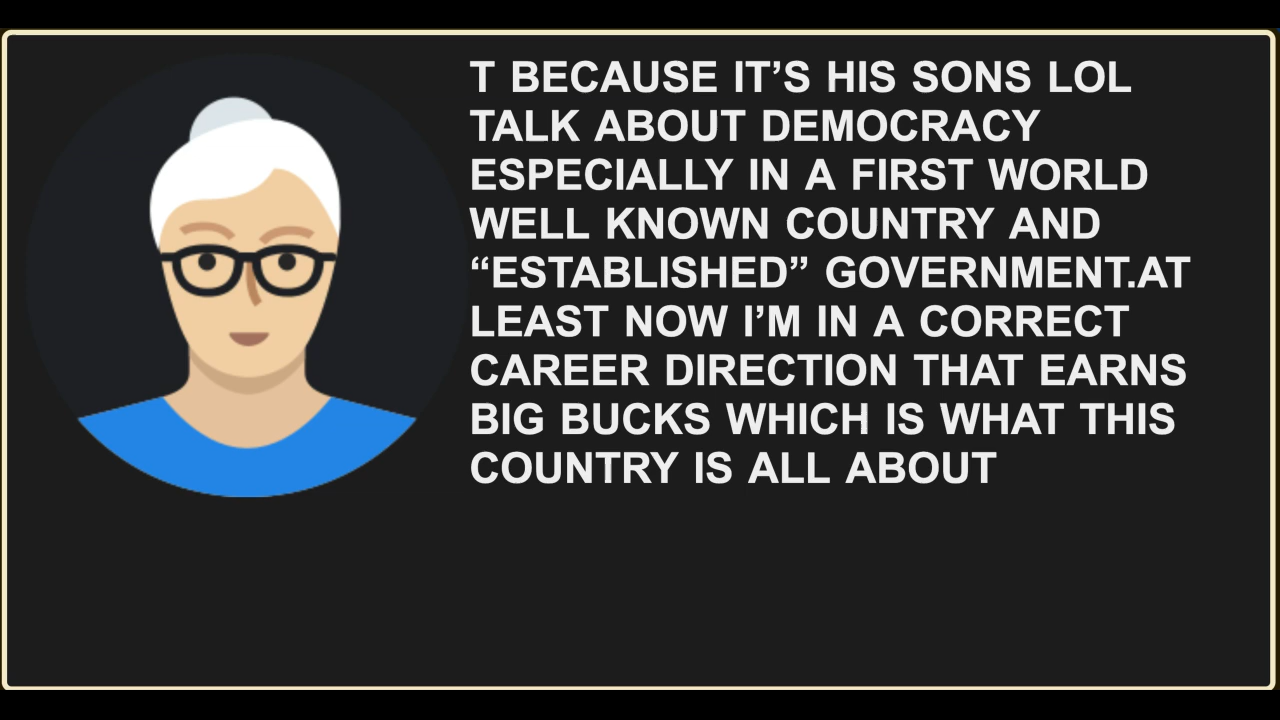 T BECAUSE IT’S HIS SONS LOL
TALK ABOUT DEMOCRACY
ESPECIALLY IN A FIRST WORLD
WELL KNOWN COUNTRY AND
“ESTABLISHED” GOVERNMENT.AT
LEAST NOW I’M IN A CORRECT
CAREER DIRECTION THAT EARNS
BIG BUCKS WHICH IS WHAT THIS
COUNTRY IS ALL ABOUT